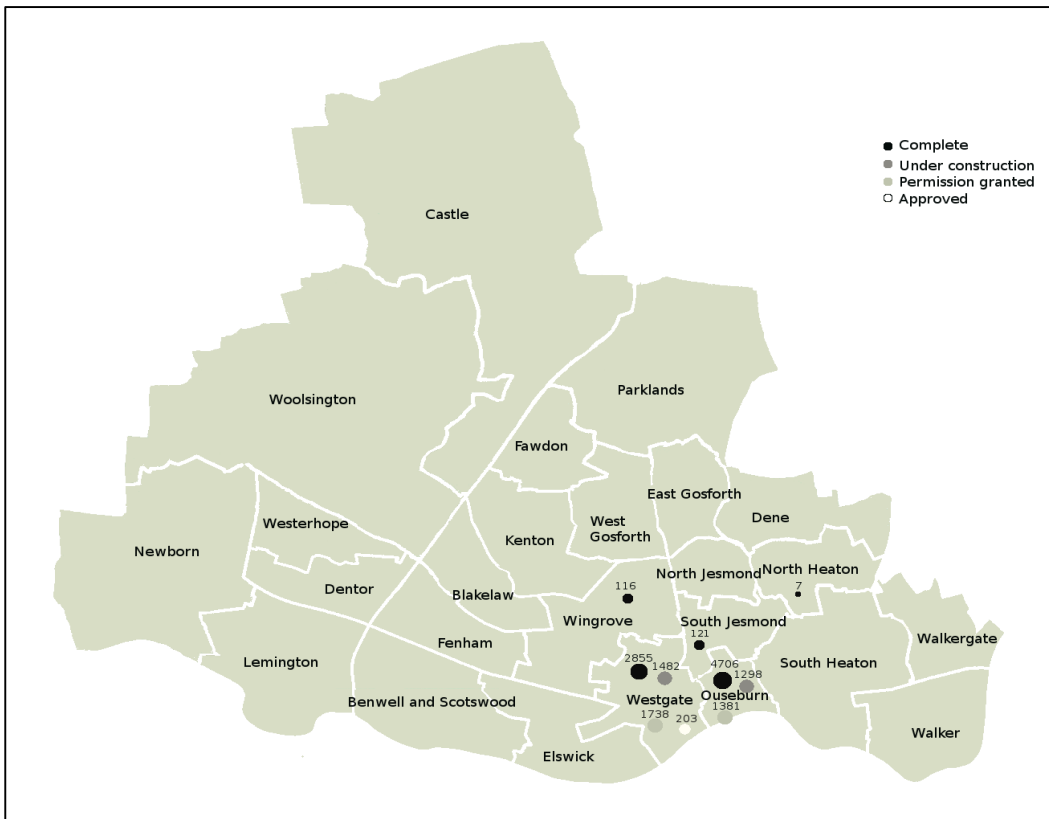 Complete
Under construction
Permission granted
Approved
Castle
Parklands
Woolsington
Fawdon
East Gosforth
Dene
West
Gosforth
Westerhope
Kenton
Newborn
North Jesmond
North Heaton
Dentor
Blakelaw
116
7
Wingrove
South Jesmond
121
Walkergate
Fenham
Lemington
South Heaton
2855
1482
4706
1298
Benwell and Scotswood
Westgate
Ouseburn
1738
203
1381
Walker
Elswick